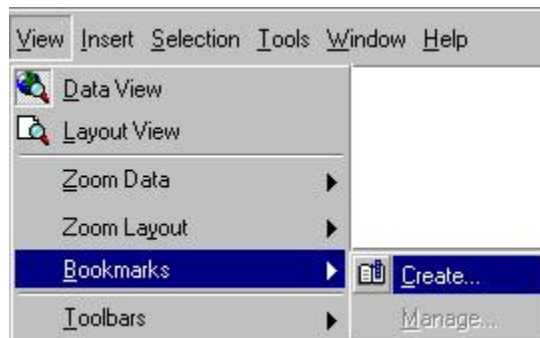 View Insert Selection Tools Window Help
Data View
Layout View
Zoom Data
Zoom Layout
Bookmarks
Create...
Toolbars
Manage...